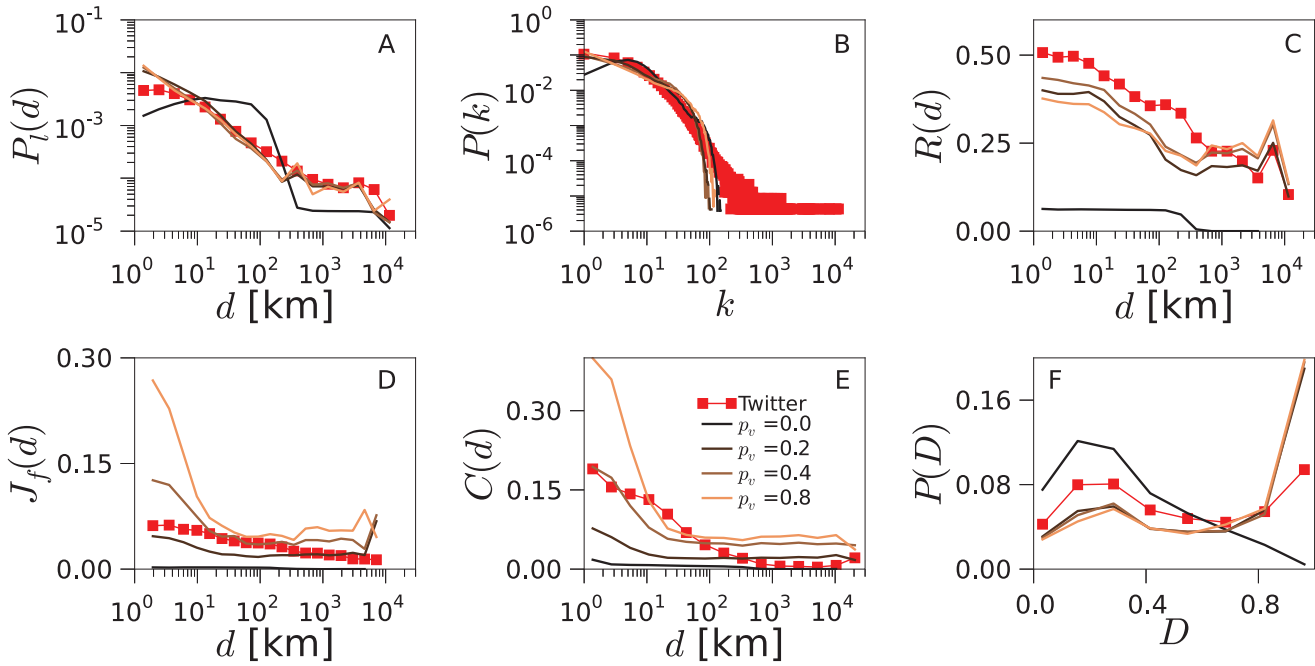 A
P_l(d)
10^-1
10^-3
10^-5
10^0 10^1 10^2 10^3 10^4
d [km]
B
P(k)
10^0
10^-2
10^-4
10^-6
10^0 10^1 10^2 10^3 10^4
k
C
R(d)
0.50
0.25
0.00
10^0 10^1 10^2 10^3 10^4
d [km]
D
J_f(d)
0.30
0.15
0.00
10^0 10^1 10^2 10^3 10^4
d [km]
E
C(d)
0.30
0.15
0.00
Twitter
p_v =0.0
p_v =0.2
p_v =0.4
p_v =0.8
10^0 10^1 10^2 10^3 10^4
d [km]
F
P(D)
0.16
0.08
0.00
0.0 0.4 0.8
D